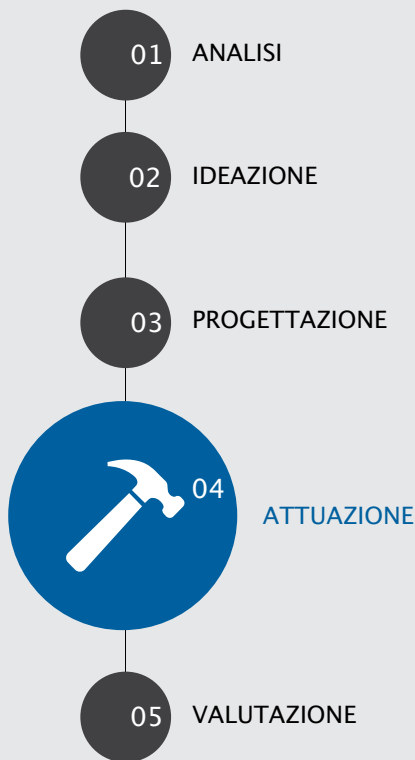 01 ANALISI
02 IDEAZIONE
03 PROGETTAZIONE
04 ATTUAZIONE
05 VALUTAZIONE